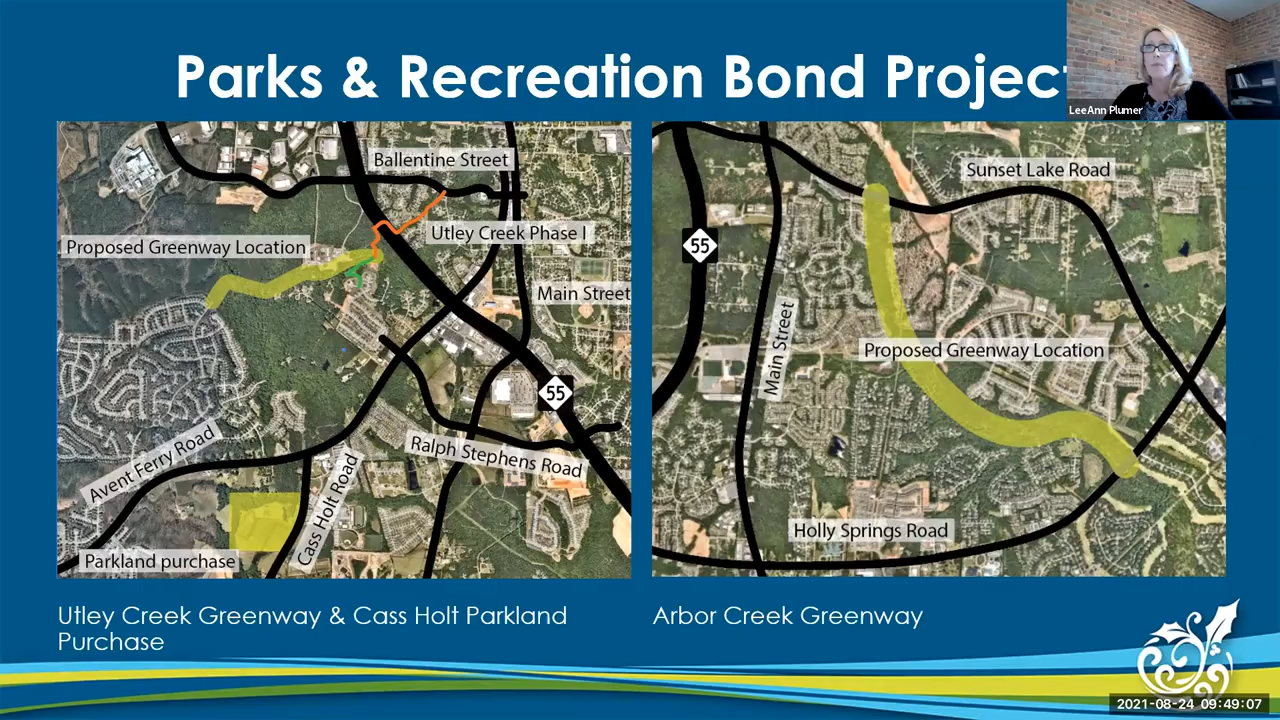 Parks & Recreation Bond Projec
LeeAnn Plumer
Ballentine Street
Utley Creek Phase I
Proposed Greenway Location
Main Street
55
Avent Ferry Road
Ralph Stephens Road
Cass Holt Road
Parkland purchase
Sunset Lake Road
55
Main Street
Proposed Greenway Location
Holly Springs Road
Utley Creek Greenway & Cass Holt Parkland
Purchase
Arbor Creek Greenway
2021-08-24 09:49:07